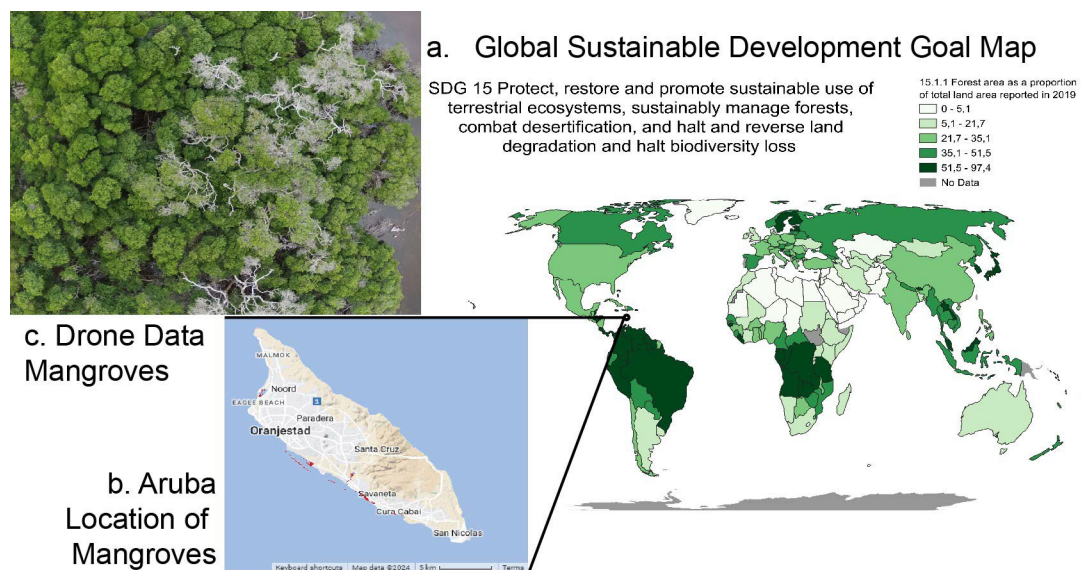 a. Global Sustainable Development Goal Map
SDG 15 Protect, restore and promote sustainable use of
terrestrial ecosystems, sustainably manage forests,
combat desertification, and halt and reverse land
degradation and halt biodiversity loss
15.1.1 Forest area as a proportion
of total land area reported in 2019
0 - 5,1
5,1 - 21,7
21,7 - 35,1
35,1 - 51,5
51,5 - 97,4
No Data
c. Drone Data
Mangroves
b. Aruba
Location of
Mangroves
MALMOK
Noord
EAGLE BEACH
5
Paradera
Oranjestad
Santa Cruz
Savaneta
Cura Cabai
San Nicolas
Keyboard shortcuts
Map data ©2024
5 km
Terms